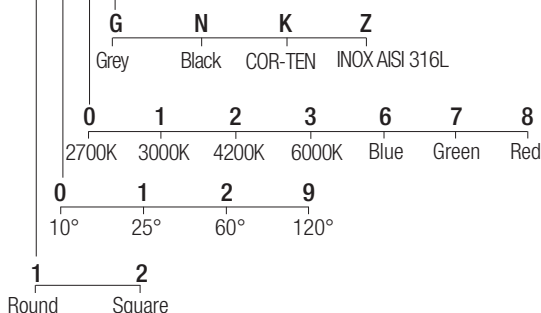 G N K Z
Grey Black COR-TEN INOX AISI 316L
0 1 2 3 6 7 8
2700K 3000K 4200K 6000K Blue Green Red
0 1 2 9
10° 25° 60° 120°
1 2
Round Square